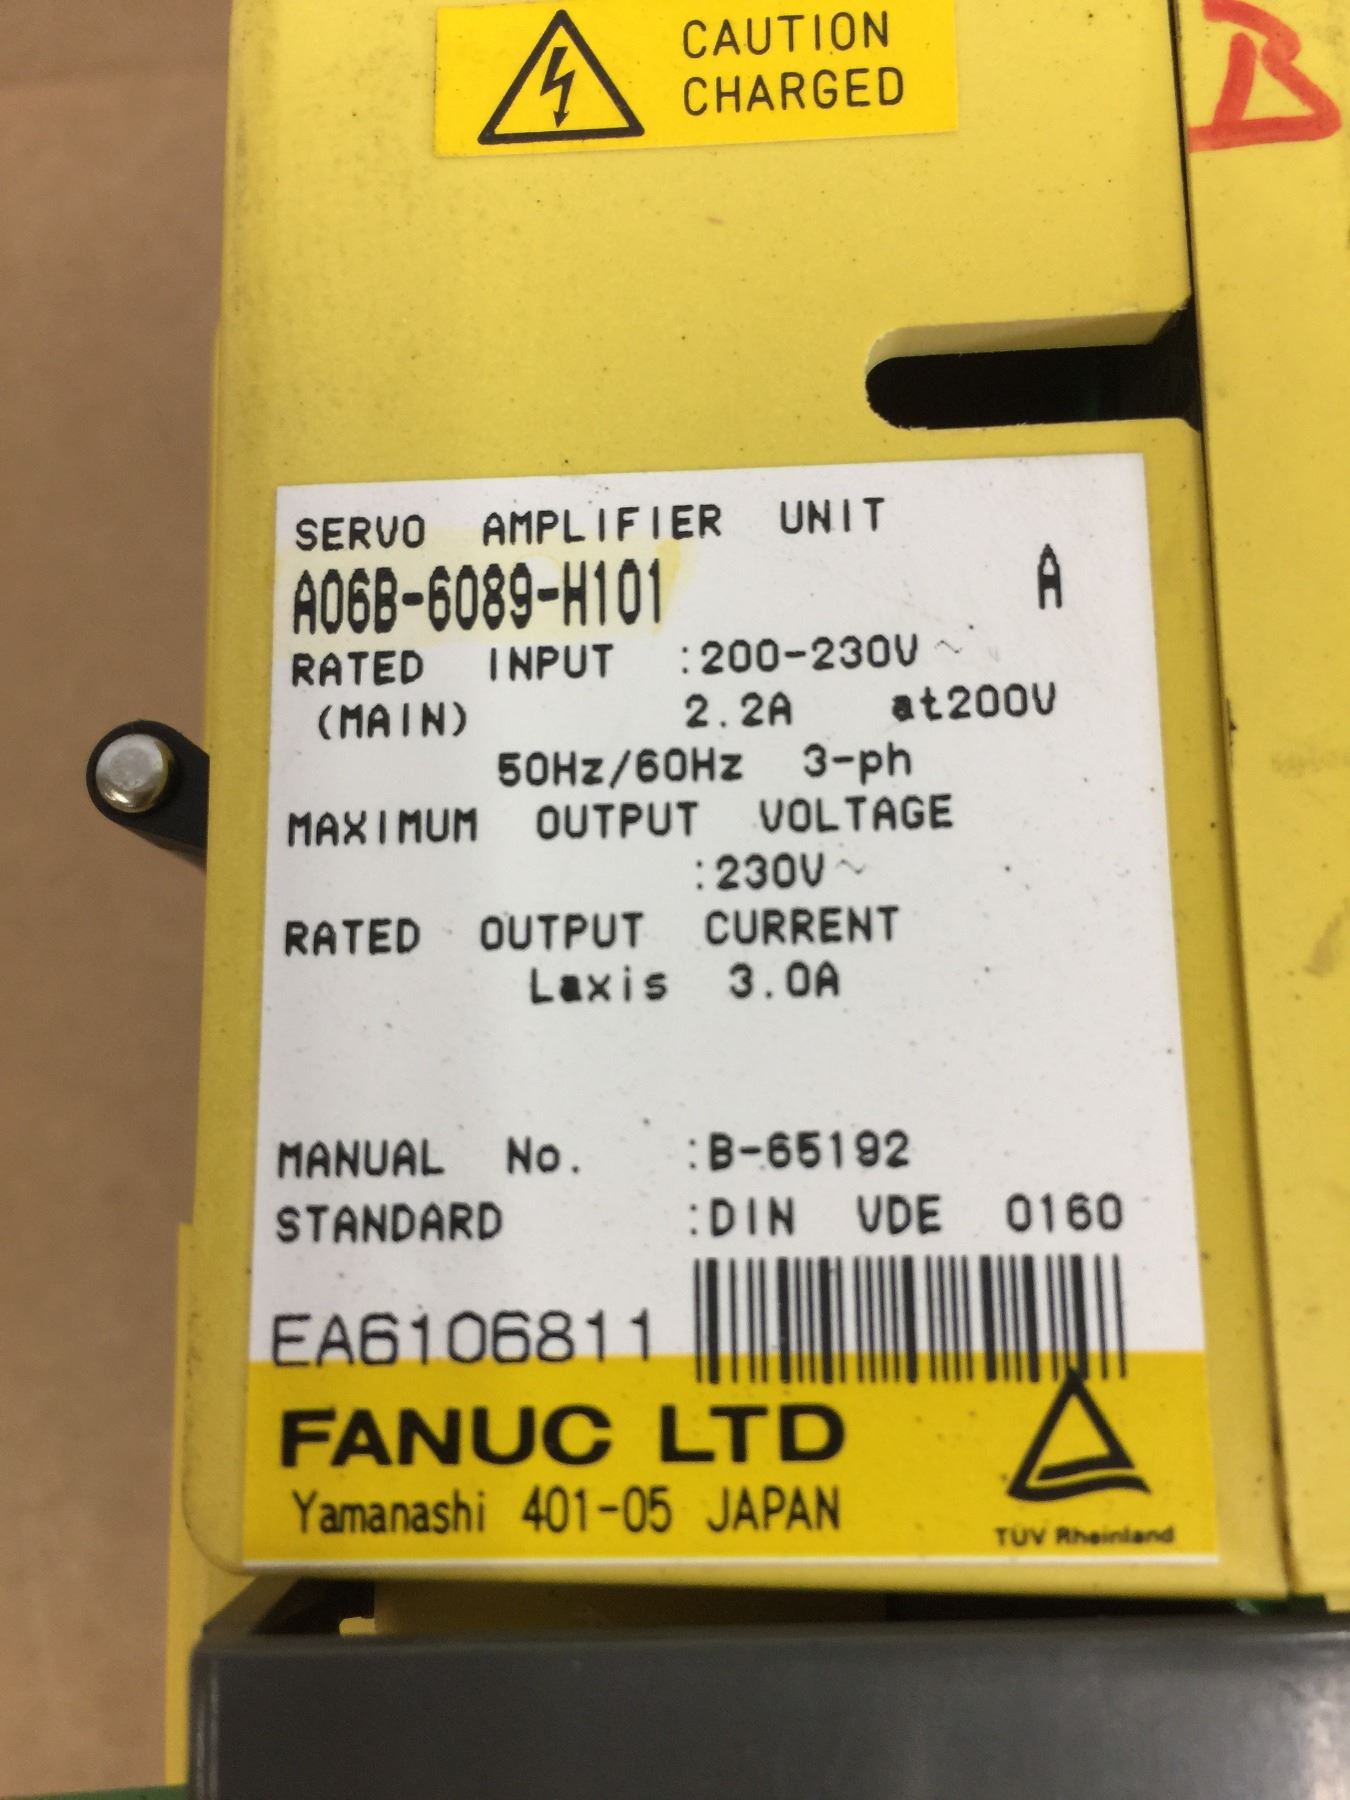 CAUTION
CHARGED
B
SERVO AMPLIFIER UNIT
A06B-6089-H101 A
RATED INPUT :200-230V~
(MAIN) 2.2A at200V
50Hz/60Hz 3-ph
MAXIMUM OUTPUT VOLTAGE
:230V~
RATED OUTPUT CURRENT
Laxis 3.0A
MANUAL No. :B-65192
STANDARD :DIN VDE 0160
EA6106811
FANUC LTD
Yamanashi 401-05 JAPAN
TÜV Rheinland